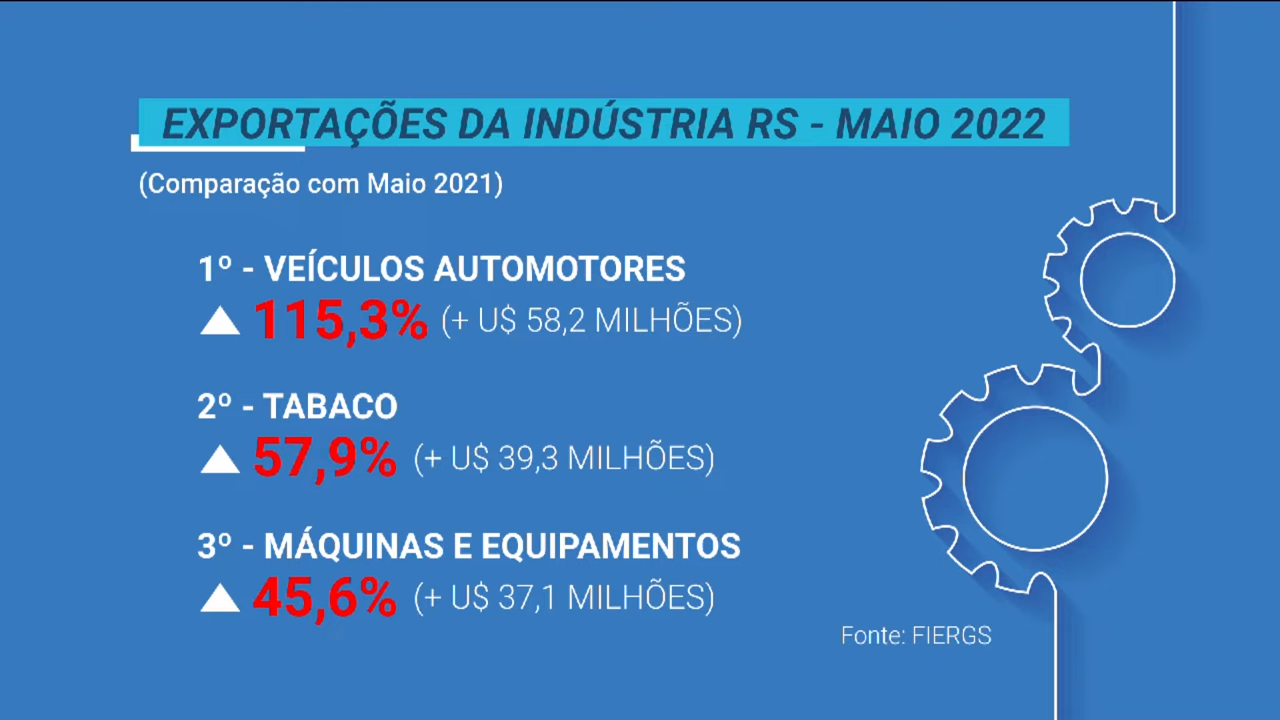 EXPORTAÇÕES DA INDÚSTRIA RS - MAIO 2022
(Comparação com Maio 2021)
1º - VEÍCULOS AUTOMOTORES
115,3% (+ U$ 58,2 MILHÕES)
2º - TABACO
57,9% (+ U$ 39,3 MILHÕES)
3º - MÁQUINAS E EQUIPAMENTOS
45,6% (+ U$ 37,1 MILHÕES)
Fonte: FIERGS